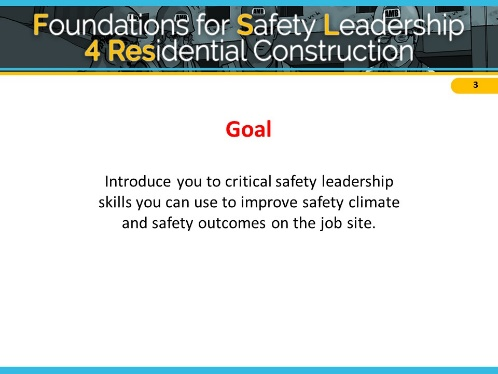 Foundations for Safety Leadership
4 Residential Construction
3
Goal
Introduce you to critical safety leadership
skills you can use to improve safety climate
and safety outcomes on the job site.